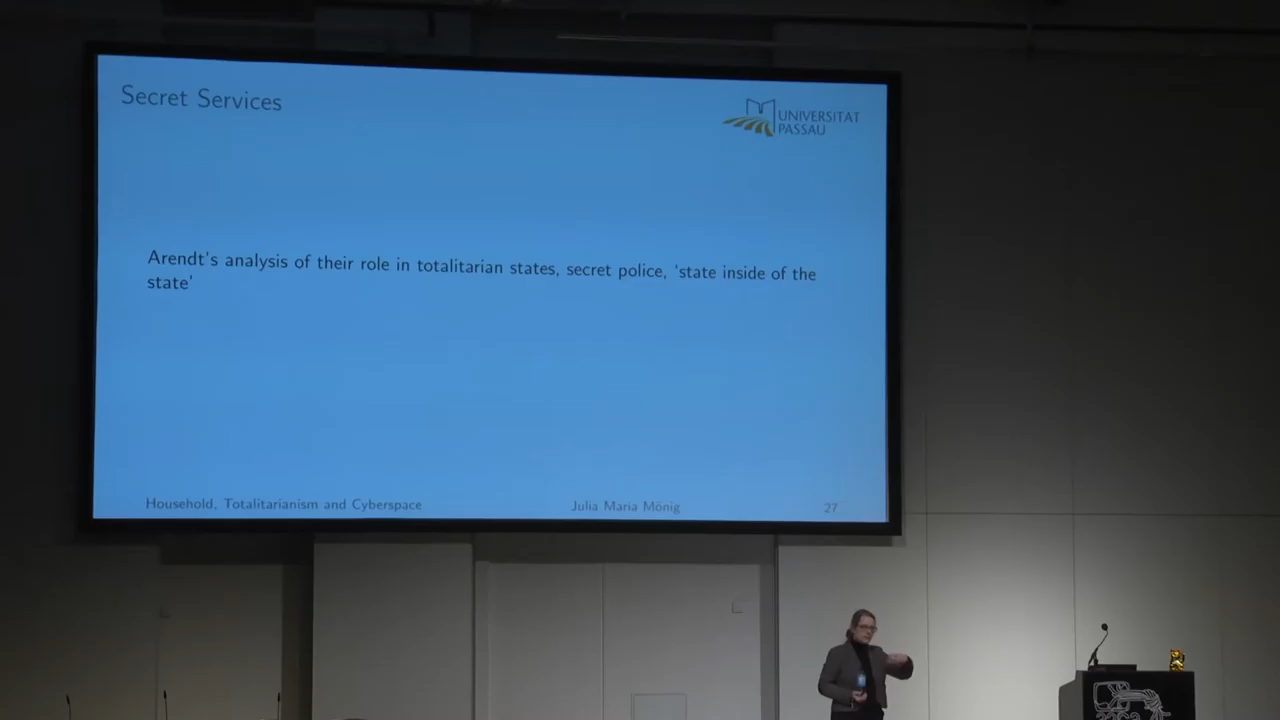 Secret Services
UNIVERSITÄT
PASSAU
Arendt's analysis of their role in totalitarian states, secret police, 'state inside of the
state'
Household, Totalitarianism and Cyberspace
Julia Maria Mönig
27